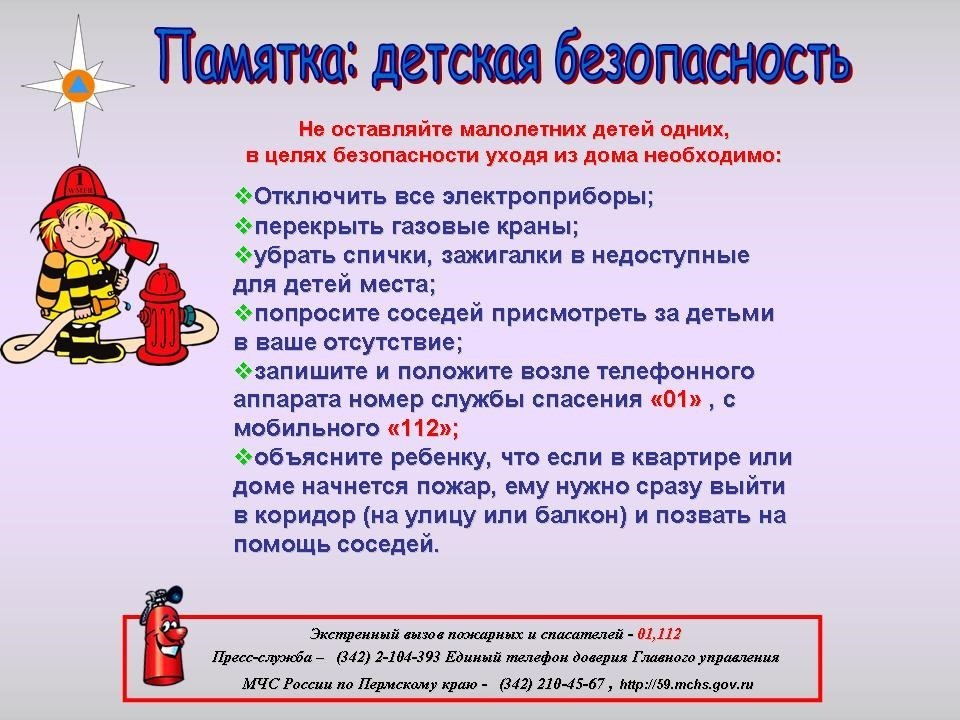 Памятка: детская безопасность
Не оставляйте малолетних детей одних,
в целях безопасности уходя из дома необходимо:
❖Отключить все электроприборы;
❖перекрыть газовые краны;
❖убрать спички, зажигалки в недоступные
для детей места;
❖попросите соседей присмотреть за детьми
в ваше отсутствие;
❖запишите и положите возле телефонного
аппарата номер службы спасения «01» , с
мобильного «112»;
❖объясните ребенку, что если в квартире или
доме начнется пожар, ему нужно сразу выйти
в коридор (на улицу или балкон) и позвать на
помощь соседей.
1
Экстренный вызов пожарных и спасателей - 01,112
Пресс-служба – (342) 2-104-393 Единый телефон доверия Главного управления
МЧС России по Пермскому краю - (342) 210-45-67 , http://59.mchs.gov.ru